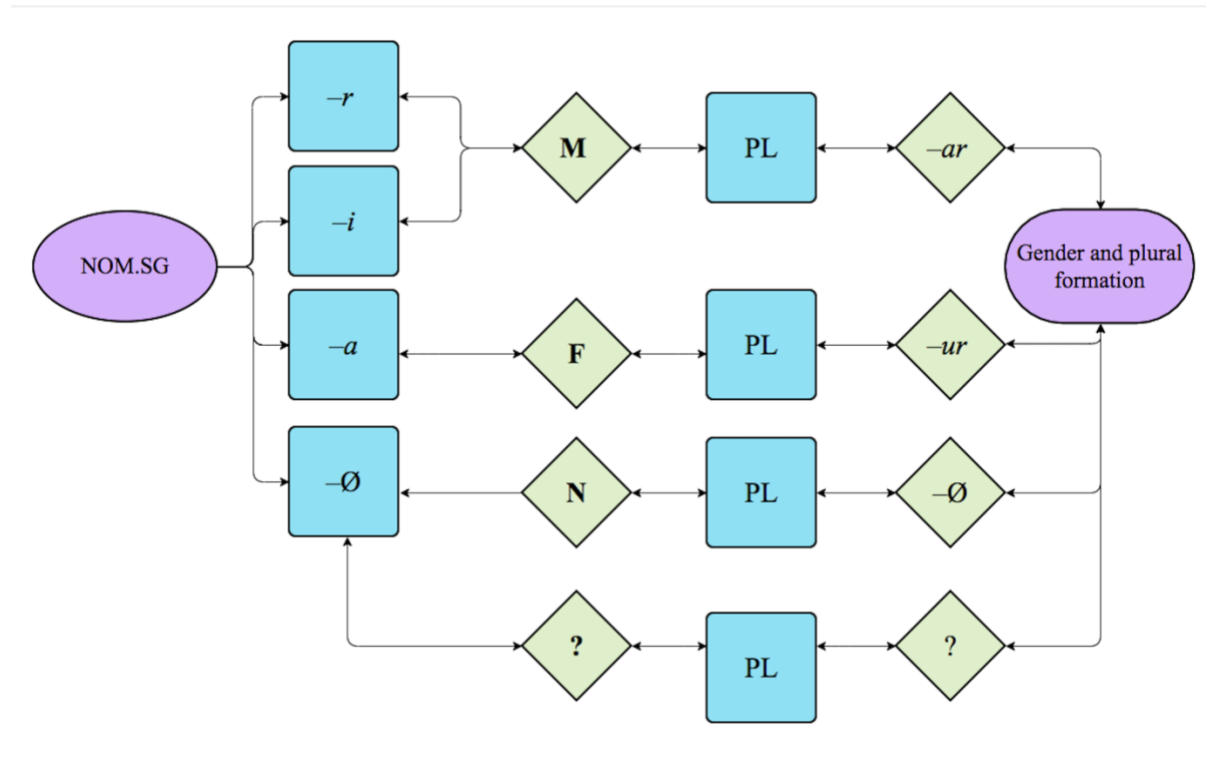 –r
M
PL
–ar
–i
NOM.SG
Gender and plural
formation
–a
F
PL
–ur
–Ø
N
PL
–Ø
?
PL
?